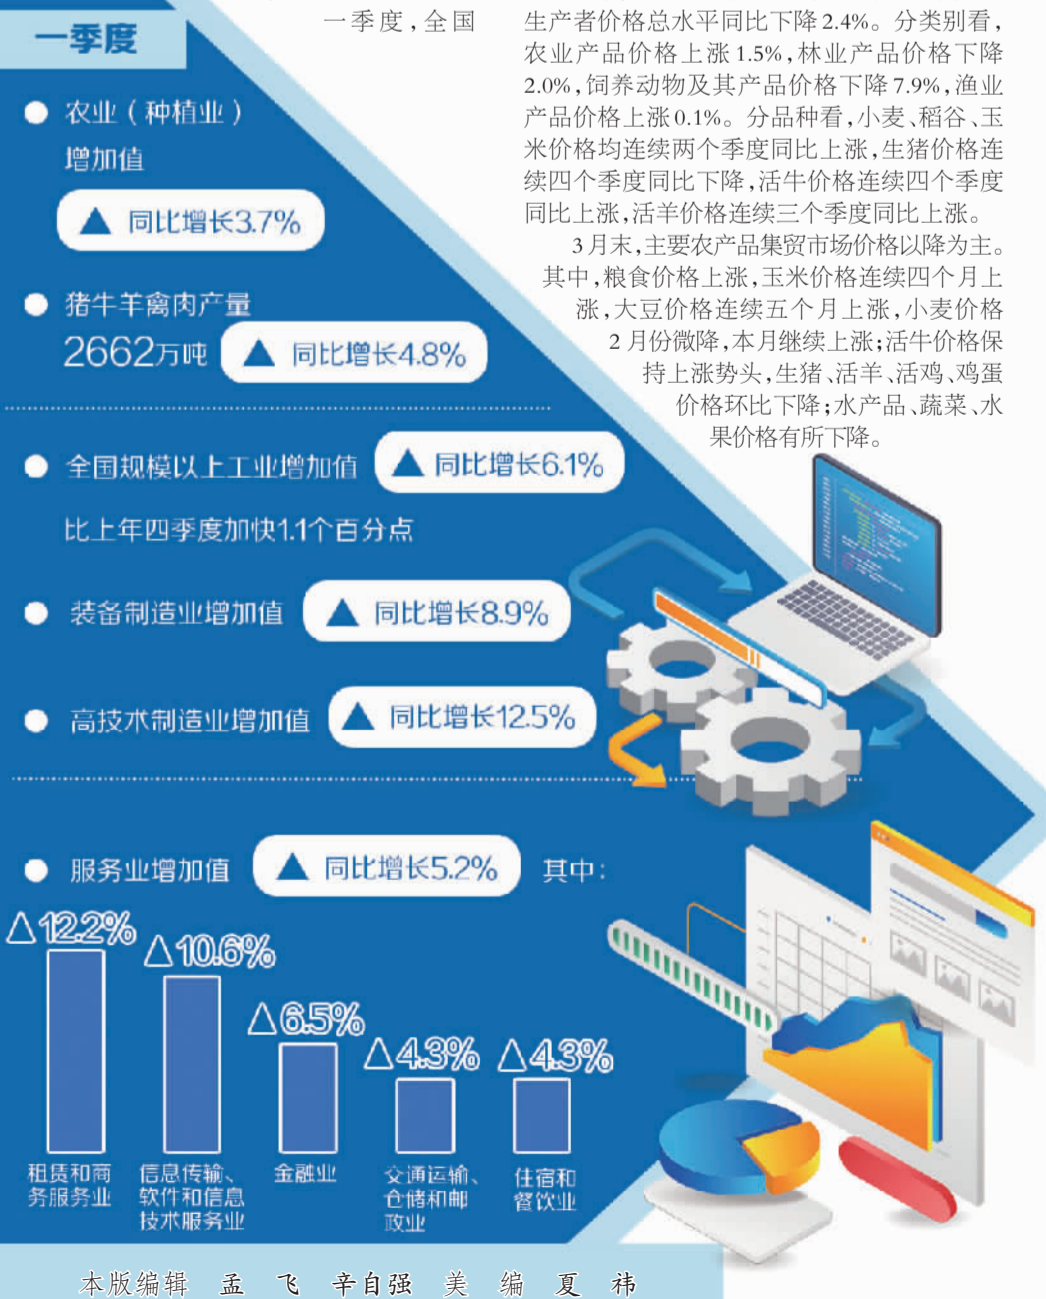 一季度,全国
生产者价格总水平同比下降2.4%。分类别看,
农业产品价格上涨1.5%,林业产品价格下降
2.0%,饲养动物及其产品价格下降7.9%,渔业
产品价格上涨0.1%。分品种看,小麦、稻谷、玉
米价格均连续两个季度同比上涨,生猪价格连
续四个季度同比下降,活牛价格连续四个季度
同比上涨,活羊价格连续三个季度同比上涨。
3月末,主要农产品集贸市场价格以降为主。
其中,粮食价格上涨,玉米价格连续四个月上
涨,大豆价格连续五个月上涨,小麦价格
2月份微降,本月继续上涨;活牛价格保
持上涨势头,生猪、活羊、活鸡、鸡蛋
价格环比下降;水产品、蔬菜、水
果价格有所下降。
一季度
农业(种植业)
增加值
▲ 同比增长3.7%
猪牛羊禽肉产量
2662万吨 ▲ 同比增长4.8%
全国规模以上工业增加值 ▲ 同比增长6.1%
比上年四季度加快1.1个百分点
装备制造业增加值 ▲ 同比增长8.9%
高技术制造业增加值 ▲ 同比增长12.5%
服务业增加值 ▲ 同比增长5.2% 其中:
△12.2%
租赁和商
务服务业
△10.6%
信息传输、
软件和信息
技术服务业
△6.5%
金融业
△4.3%
交通运输、
仓储和邮
政业
△4.3%
住宿和
餐饮业
本版编辑 孟 飞 辛自强 美 编 夏 祎